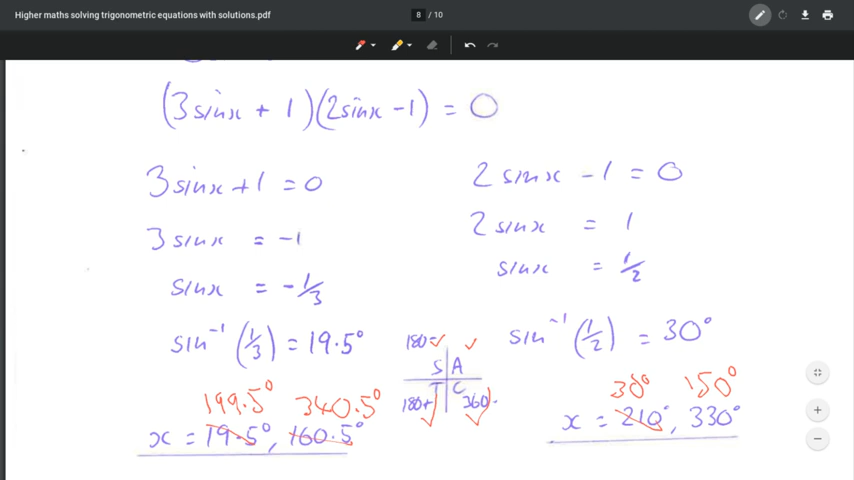 Higher maths solving trigonometric equations with solutions.pdf
8 / 10
(3sinx + 1)(2sinx - 1) = 0
3sinx + 1 = 0
3sinx = -1
sinx = -1/3
sin⁻¹(1/3) = 19.5°
199.5° 340.5°
x = 19.5°, 160.5°
180-
S A
T C
180+ 360-
2sinx - 1 = 0
2sinx = 1
sinx = 1/2
sin⁻¹(1/2) = 30°
30° 150°
x = 210°, 330°